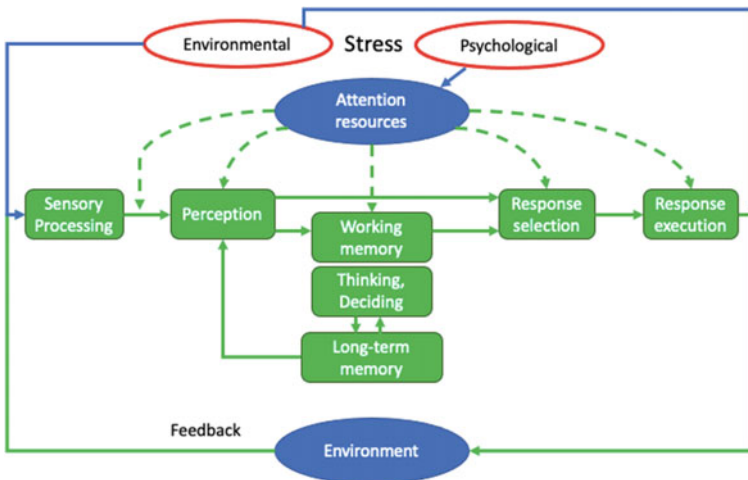 Environmental
Stress
Psychological
Attention
resources
Sensory
Processing
Perception
Working
memory
Response
selection
Response
execution
Thinking,
Deciding
Long-term
memory
Feedback
Environment